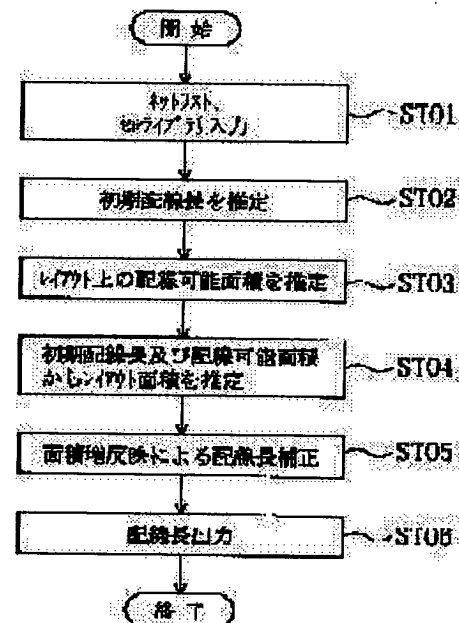 開始
ネットリスト、
セルライブラリ入力
ST01
初期配線長を推定
ST02
レイアウト上の配線可能面積を推定
ST03
初期配線長及び配線可能面積
からレイアウト面積を推定
ST04
面積増反映による配線長補正
ST05
配線長出力
ST06
終了